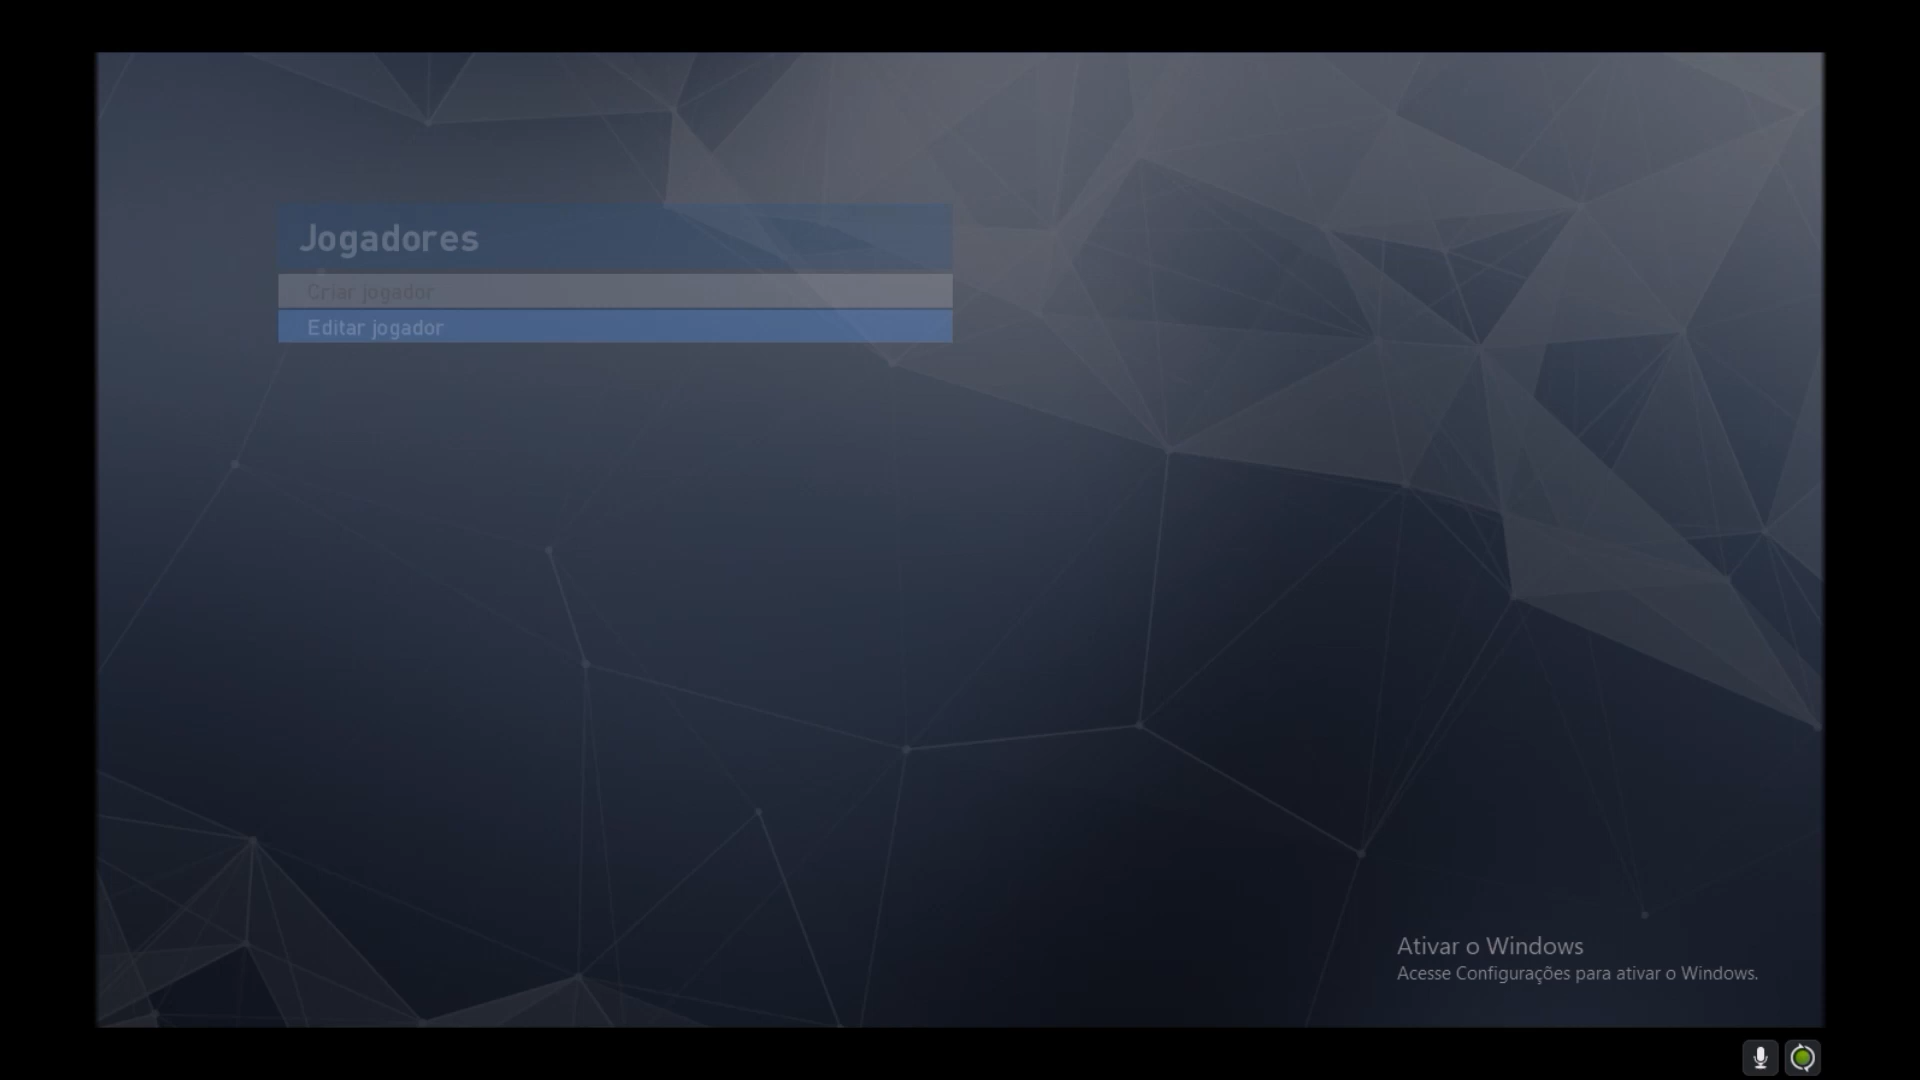 Jogadores
Criar jogador
Editar jogador
Ativar o Windows
Acesse Configurações para ativar o Windows.